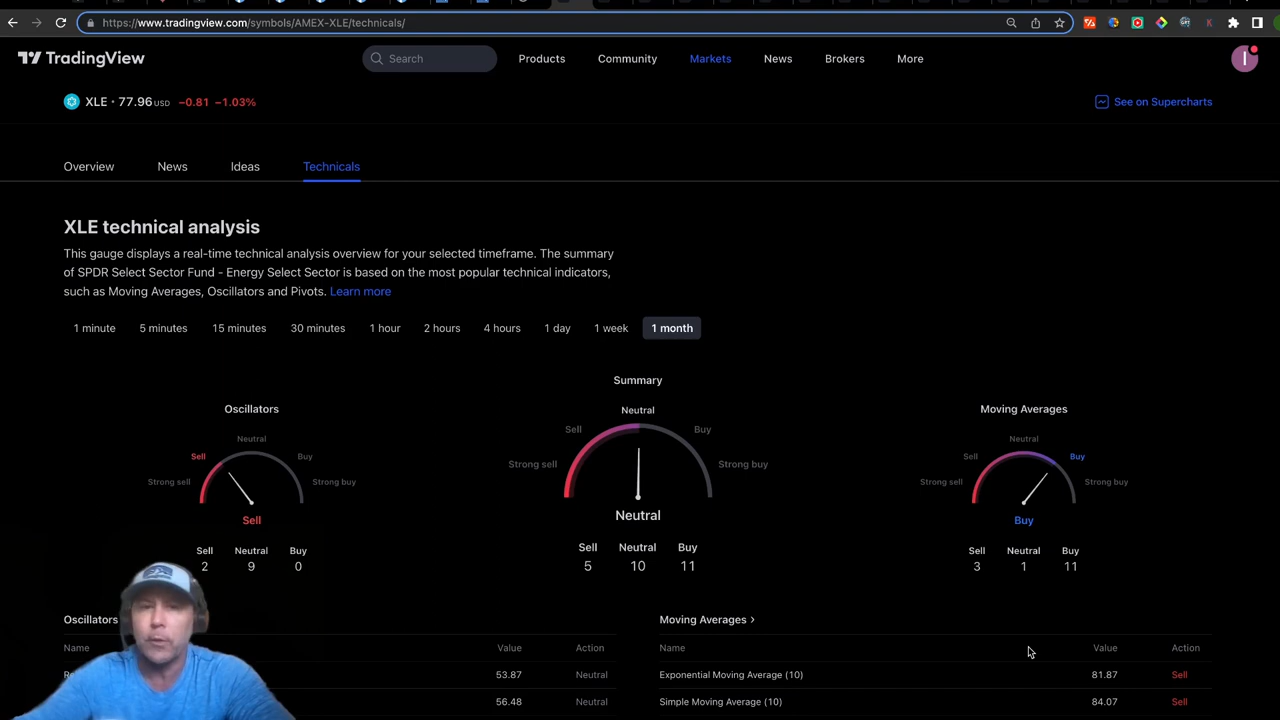 https://www.tradingview.com/symbols/AMEX-XLE/technicals/
TradingView
Search
Products
Community
Markets
News
Brokers
More
I
XLE • 77.96 USD −0.81 −1.03%
See on Supercharts
Overview
News
Ideas
Technicals
XLE technical analysis
This gauge displays a real-time technical analysis overview for your selected timeframe. The summary
of SPDR Select Sector Fund - Energy Select Sector is based on the most popular technical indicators,
such as Moving Averages, Oscillators and Pivots. Learn more
1 minute
5 minutes
15 minutes
30 minutes
1 hour
2 hours
4 hours
1 day
1 week
1 month
Oscillators
Neutral
Sell
Buy
Strong sell
Strong buy
Sell
Sell Neutral Buy
2 9 0
Summary
Neutral
Sell
Buy
Strong sell
Strong buy
Neutral
Sell Neutral Buy
5 10 11
Moving Averages
Neutral
Sell
Buy
Strong sell
Strong buy
Buy
Sell Neutral Buy
3 1 11
Oscillators
Name Value Action
53.87 Neutral
56.48 Neutral
Moving Averages ›
Name Value Action
Exponential Moving Average (10) 81.87 Sell
Simple Moving Average (10) 84.07 Sell